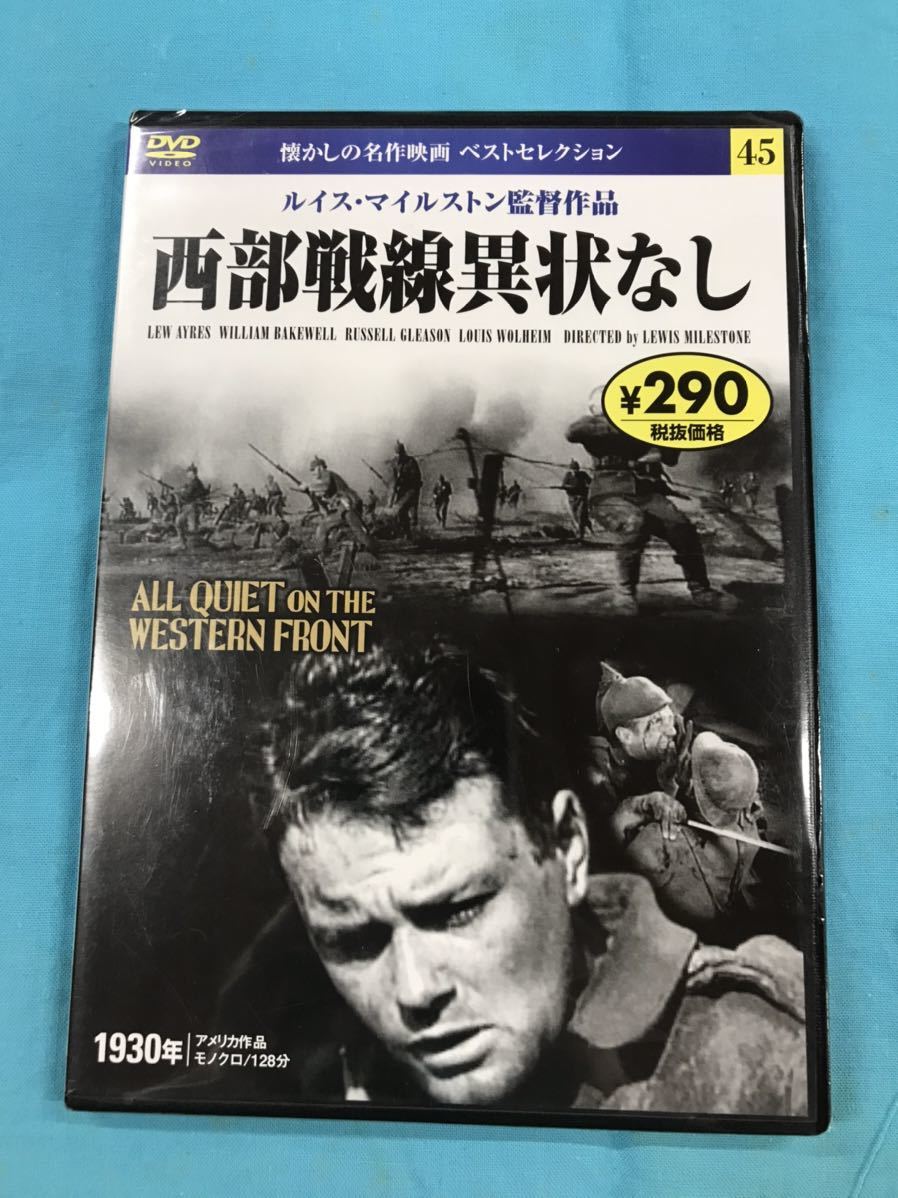 DVD
VIDEO
懐かしの名作映画 ベストセレクション
45
ルイス・マイルストン監督作品
西部戦線異状なし
LEW AYRES WILLIAM BAKEWELL RUSSELL GLEASON LOUIS WOLHEIM DIRECTED by LEWIS MILESTONE
¥290
税抜価格
ALL QUIET ON THE
WESTERN FRONT
1930年
アメリカ作品
モノクロ/128分